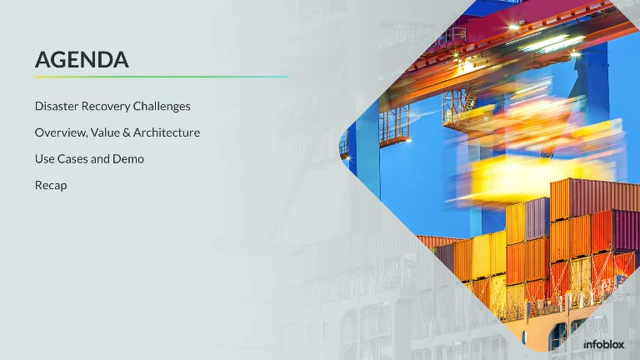 AGENDA
Disaster Recovery Challenges
Overview, Value & Architecture
Use Cases and Demo
Recap
infoblox